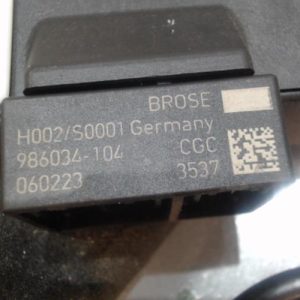 BROSE
H002/S0001 Germany
986034-104 CGC
060223 3537